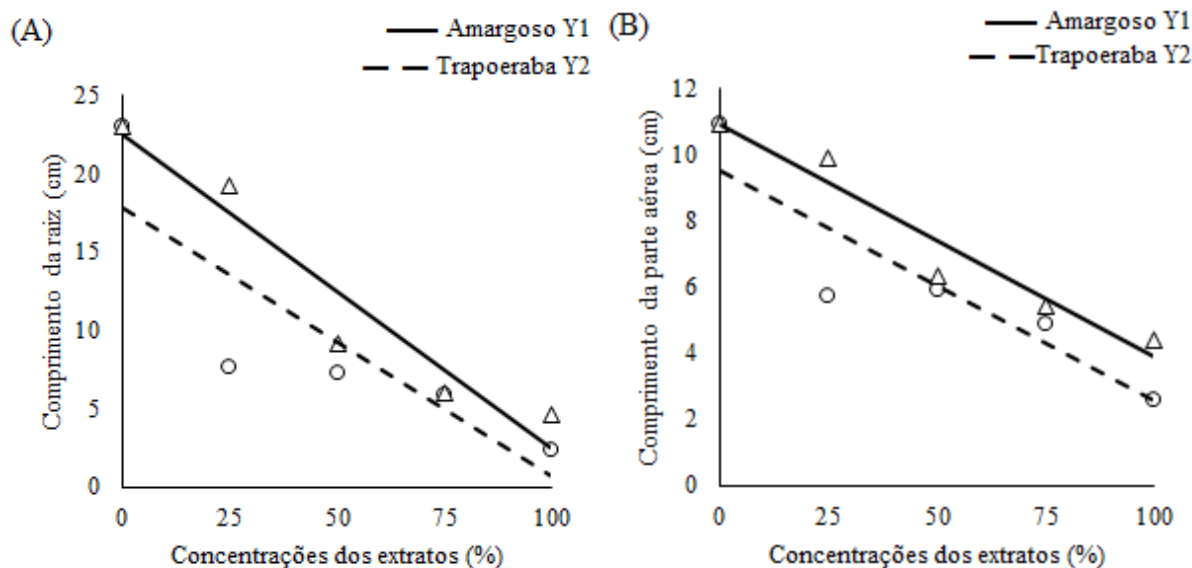 (A)
Amargoso Y1
Trapoeraba Y2
Comprimento da raiz (cm)
25
20
15
10
5
0
0 25 50 75 100
Concentrações dos extratos (%)
(B)
Amargoso Y1
Trapoeraba Y2
Comprimento da parte aérea (cm)
12
10
8
6
4
2
0
0 25 50 75 100
Concentrações dos extratos (%)